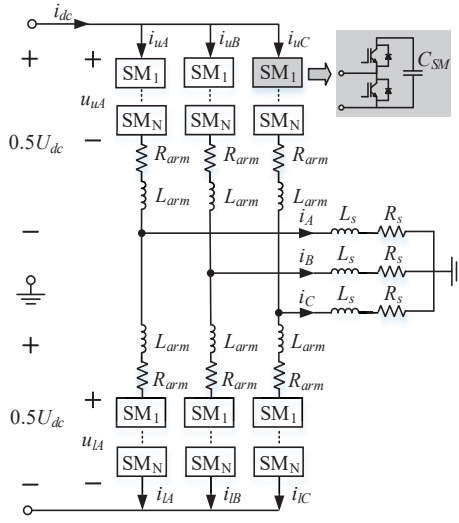 i_dc
+ + i_uA i_uB i_uC
SM_1 SM_1 SM_1 C_SM
u_uA
SM_N SM_N SM_N
0.5U_dc −
R_arm R_arm R_arm
L_arm L_arm L_arm
− i_A L_s R_s
i_B L_s R_s
i_C L_s R_s
+ L_arm L_arm L_arm
R_arm R_arm R_arm
0.5U_dc + SM_1 SM_1 SM_1
u_lA
SM_N SM_N SM_N
− − i_lA i_lB i_lC